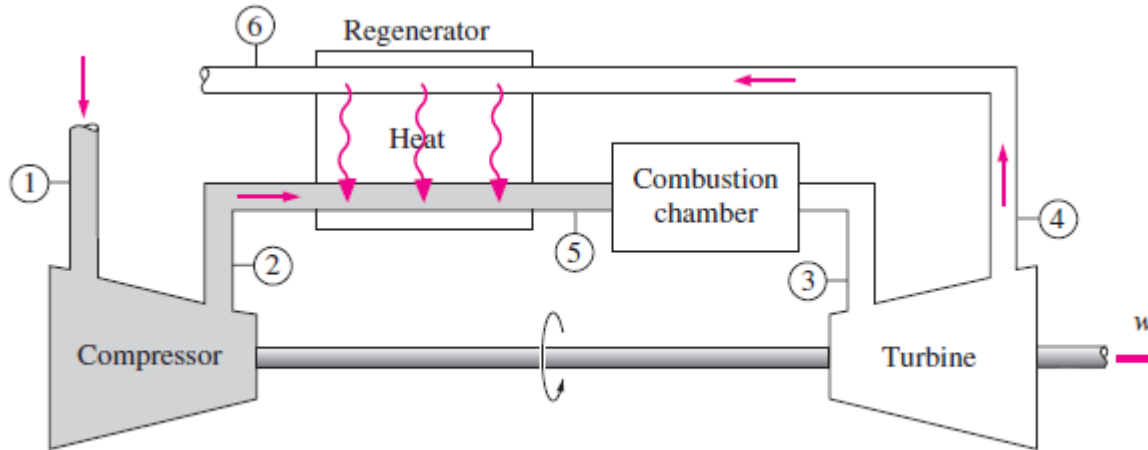 6
Regenerator
1
Heat
Combustion
chamber
4
5
2
3
Compressor
Turbine
w